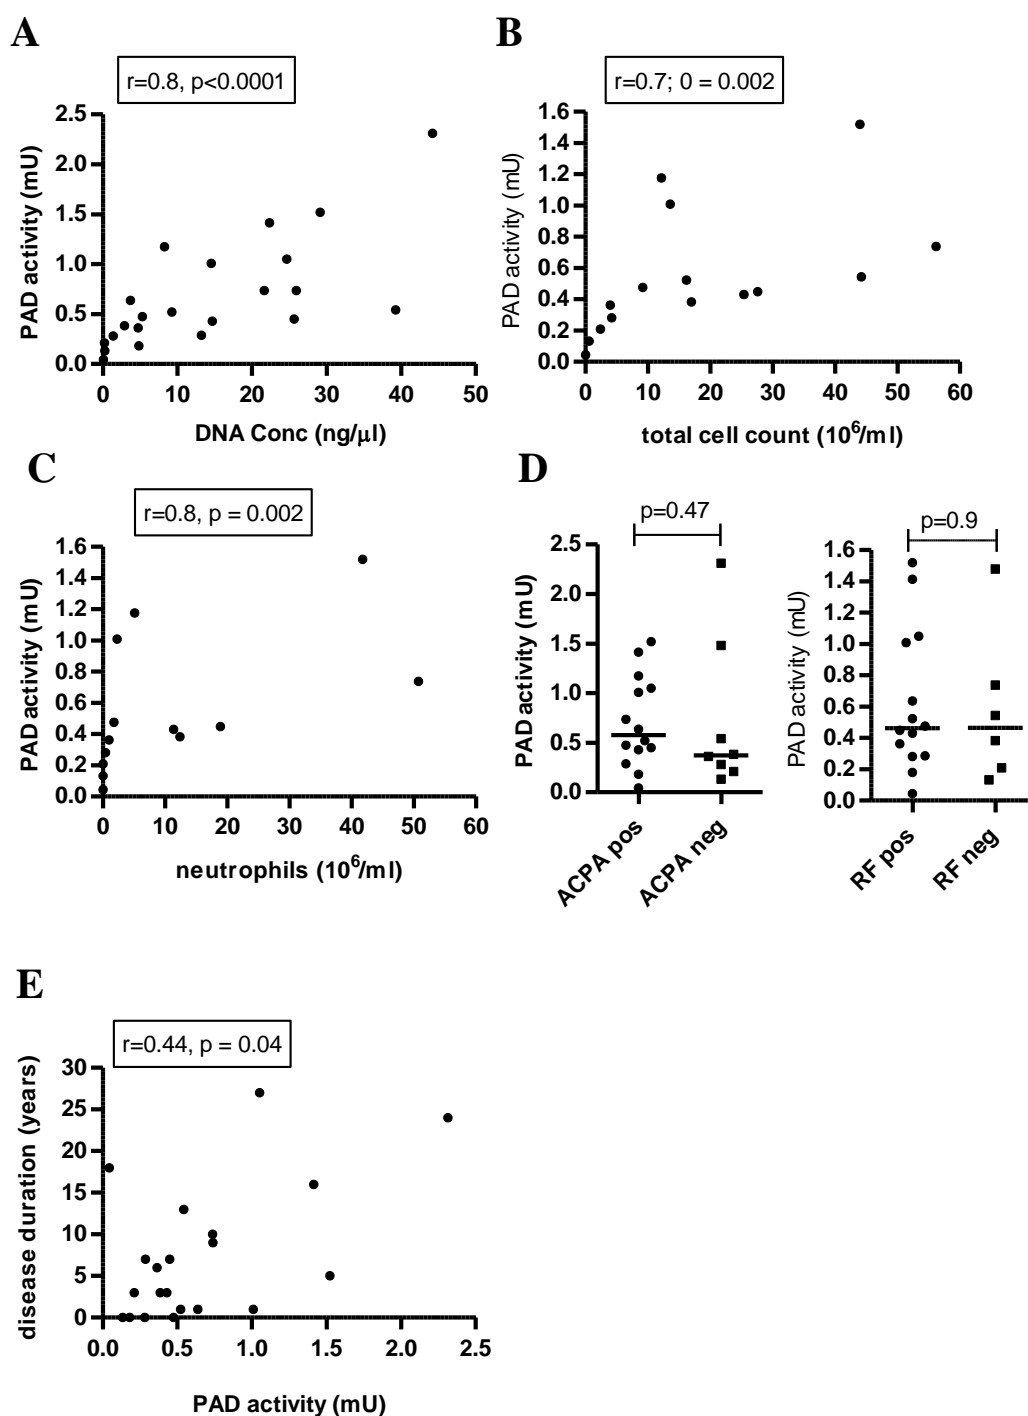 A
r=0.8, p<0.0001
PAD activity (mU)
2.5
2.0
1.5
1.0
0.5
0.0
0 10 20 30 40 50
DNA Conc (ng/μl)
B
r=0.7; 0 = 0.002
PAD activity (mU)
1.6
1.4
1.2
1.0
0.8
0.6
0.4
0.2
0.0
0 10 20 30 40 50 60
total cell count (10⁶/ml)
C
r=0.8, p = 0.002
PAD activity (mU)
1.6
1.4
1.2
1.0
0.8
0.6
0.4
0.2
0.0
0 10 20 30 40 50 60
neutrophils (10⁶/ml)
D
p=0.47
PAD activity (mU)
2.5
2.0
1.5
1.0
0.5
0.0
ACPA pos
ACPA neg
p=0.9
PAD activity (mU)
1.6
1.4
1.2
1.0
0.8
0.6
0.4
0.2
0.0
RF pos
RF neg
E
r=0.44, p = 0.04
disease duration (years)
30
25
20
15
10
5
0
0.0 0.5 1.0 1.5 2.0 2.5
PAD activity (mU)